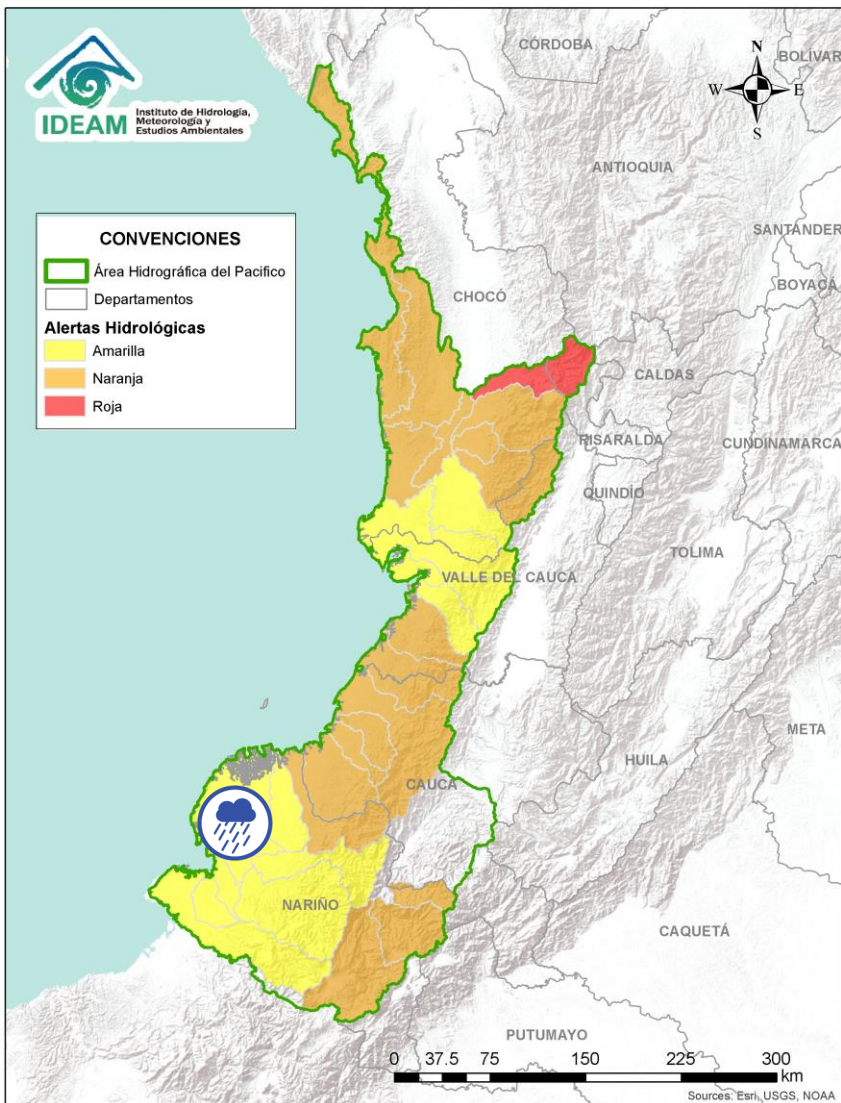 IDEAM
Instituto de Hidrología,
Meteorología y
Estudios Ambientales
CÓRDOBA
BOLÍVAR
N
W
E
S
ANTIOQUIA
SANTANDER
BOYACÁ
CONVENCIONES
Área Hidrográfica del Pacifico
Departamentos
Alertas Hidrológicas
Amarilla
Naranja
Roja
CHOCÓ
CALDAS
RISARALDA
CUNDINAMARCA
QUINDÍO
TOLIMA
VALLE DEL CAUCA
META
HUILA
CAUCA
NARIÑO
CAQUETÁ
PUTUMAYO
0 37.5 75 150 225 300
km
Sources: Esri, USGS, NOAA